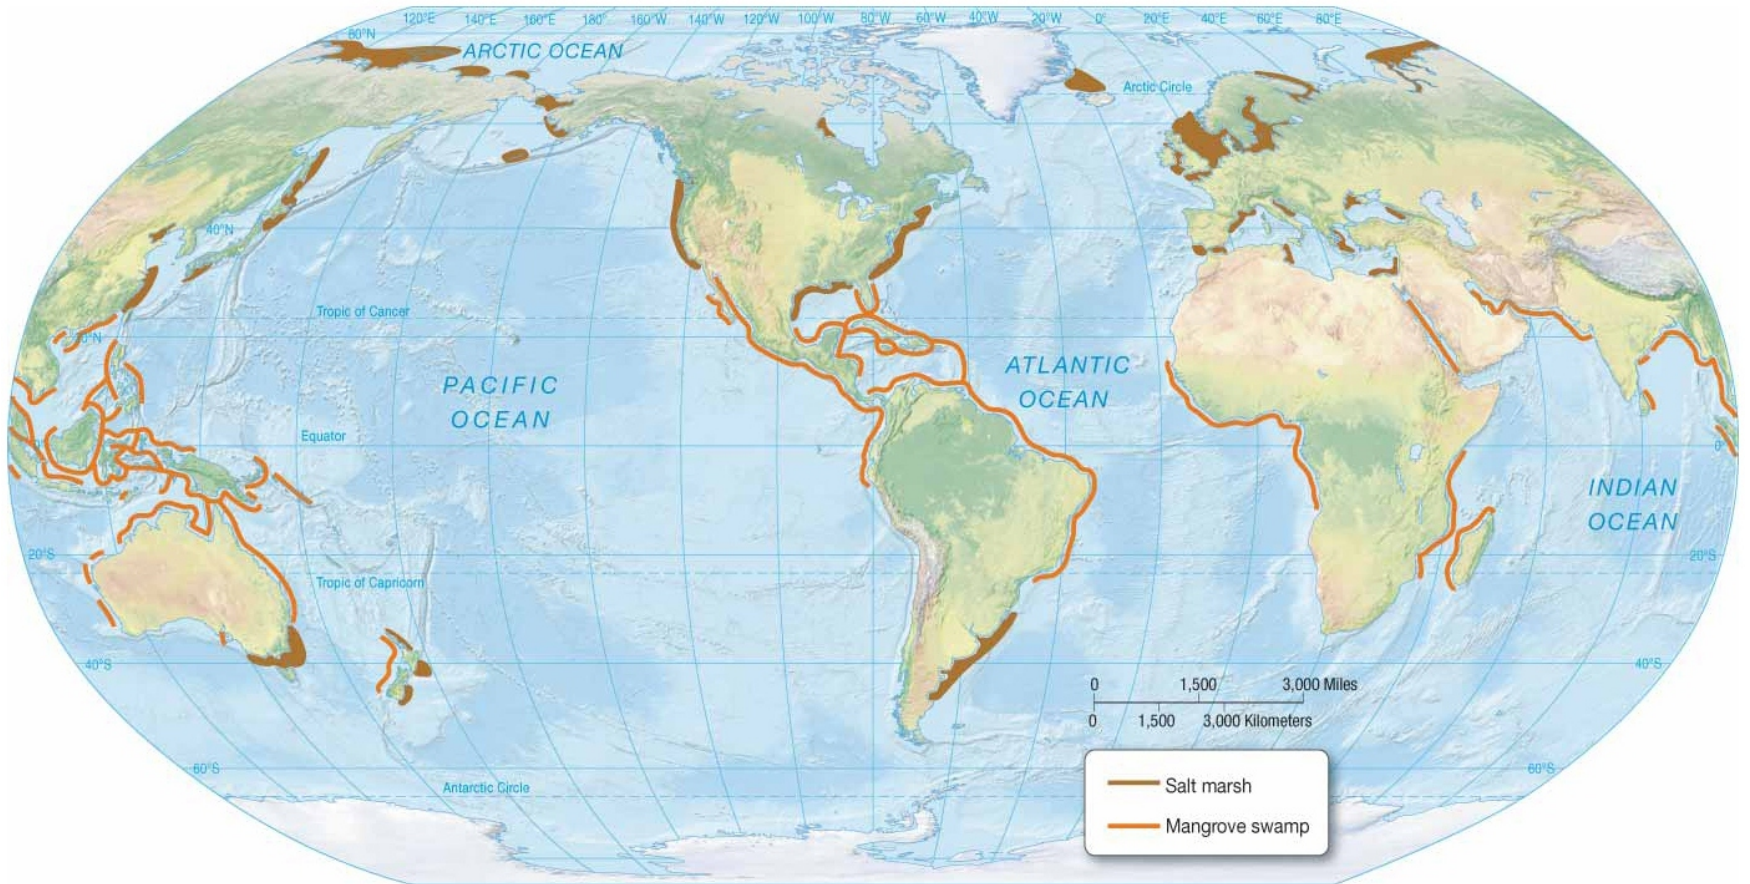 120°E 140°E 160°E 180° 160°W 140°W 120°W 100°W 80°W 60°W 40°W 20°W 0° 20°E 40°E 60°E 80°E
80°N
ARCTIC OCEAN
Arctic Circle
40°N
Tropic of Cancer
20°N
PACIFIC
OCEAN
ATLANTIC
OCEAN
Equator
0°
0°
INDIAN
OCEAN
20°S
20°S
Tropic of Capricorn
40°S
40°S
0 1,500 3,000 Miles
0 1,500 3,000 Kilometers
60°S
60°S
Antarctic Circle
Salt marsh
Mangrove swamp